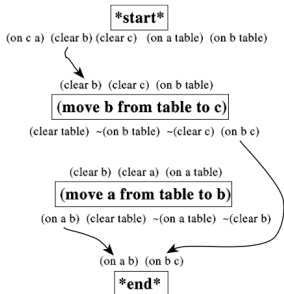 *start*
(on c a) (clear b) (clear c) (on a table) (on b table)
(clear b) (clear c) (on b table)
(move b from table to c)
(clear table) ~(on b table) ~(clear c) (on b c)
(clear b) (clear a) (on a table)
(move a from table to b)
(on a b) (clear table) ~(on a table) ~(clear b)
(on a b) (on b c)
*end*